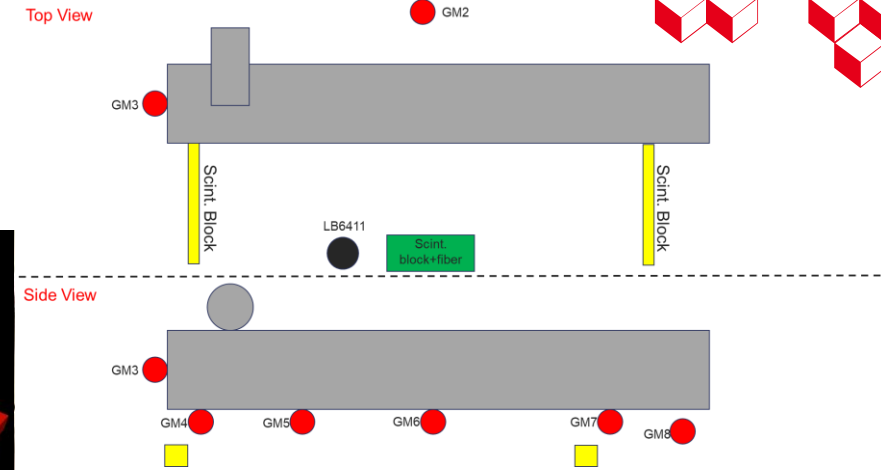 Top View
GM2
GM3
Scint. Block
Scint. Block
LB6411
Scint.
block+fiber
Side View
GM3
GM4
GM5
GM6
GM7
GM8